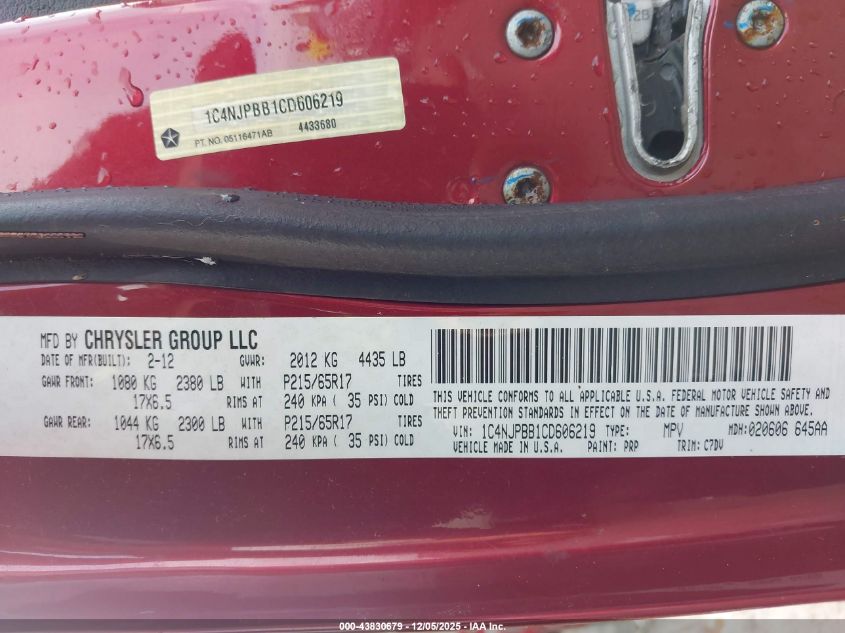 12B
1C4NJPBB1CD606219
PT. NO. 05116471AB 4433680
MFD BY CHRYSLER GROUP LLC
DATE OF MFR(BUILT): 2-12 GVWR: 2012 KG 4435 LB
GAWR FRONT: 1080 KG 2380 LB WITH P215/65R17 TIRES
17X6.5 RIMS AT 240 KPA ( 35 PSI) COLD
GAWR REAR: 1044 KG 2300 LB WITH P215/65R17 TIRES
17X6.5 RIMS AT 240 KPA ( 35 PSI) COLD
THIS VEHICLE CONFORMS TO ALL APPLICABLE U.S.A. FEDERAL MOTOR VEHICLE SAFETY AND
THEFT PREVENTION STANDARDS IN EFFECT ON THE DATE OF MANUFACTURE SHOWN ABOVE.
VIN: 1C4NJPBB1CD606219 TYPE: MPV MDH:020606 645AA
VEHICLE MADE IN U.S.A. PAINT: PRP TRIM: C7DV
000-43830679 - 12/05/2025 - IAA Inc.